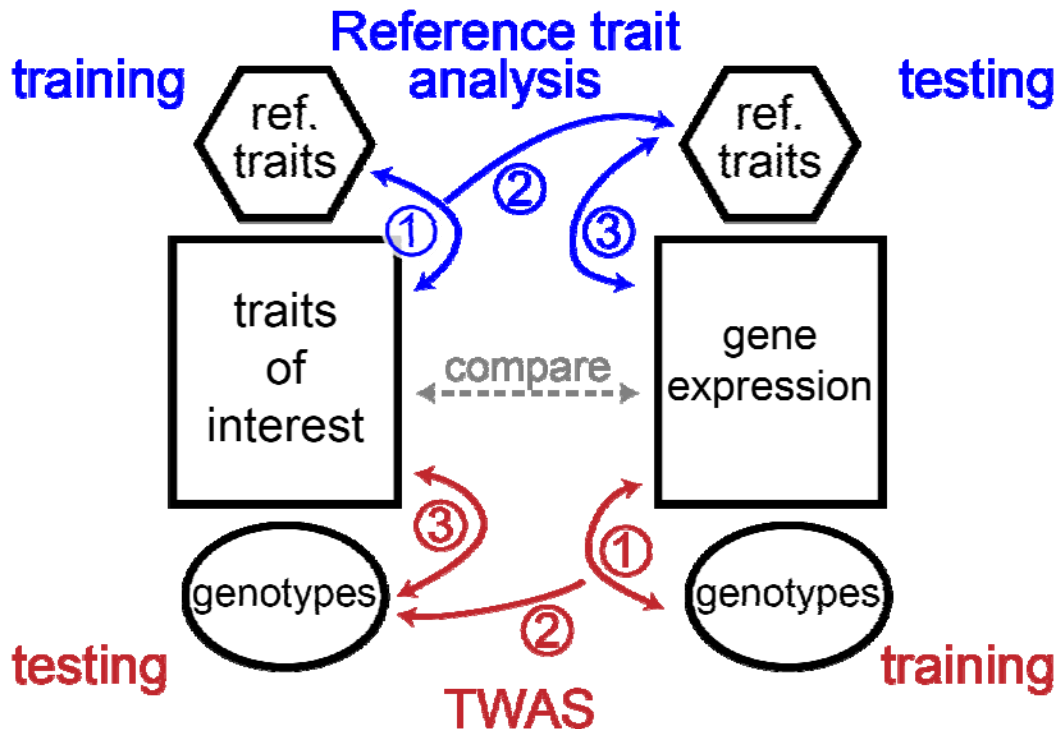 Reference trait
analysis
training
testing
ref.
traits
ref.
traits
①
②
③
traits
of
interest
compare
gene
expression
③
①
②
genotypes
genotypes
testing
training
TWAS